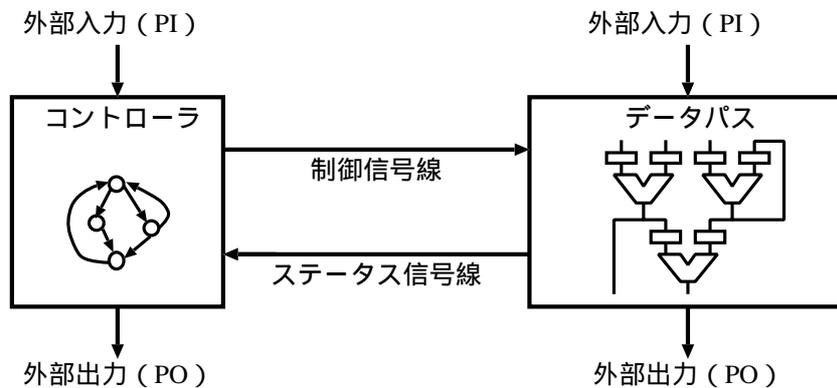 外部入力（PI）
外部入力（PI）
コントローラ
データパス
制御信号線
ステータス信号線
外部出力（PO）
外部出力（PO）